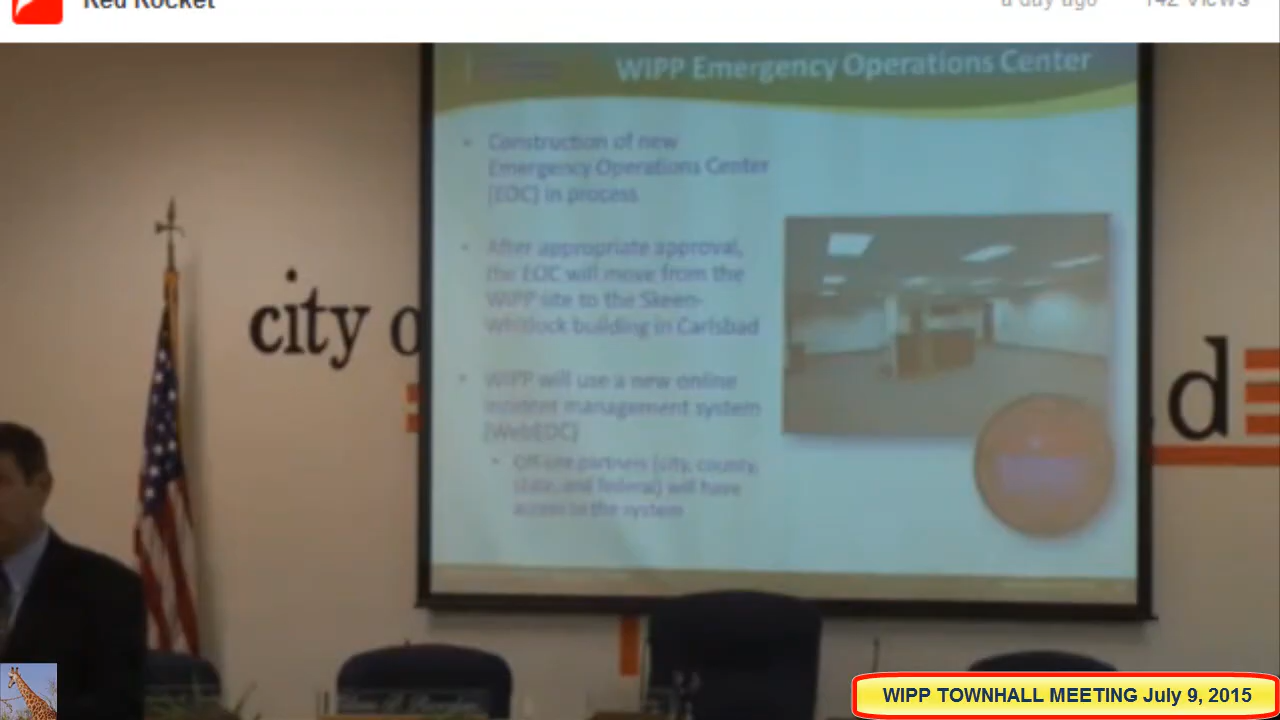 Red Rocket
a day ago 142 Views
WIPP Emergency Operations Center
• Construction of new
Emergency Operations Center
(EOC) in process
• After appropriate approval,
the EOC will move from the
WIPP site to the Skeen-
Whitlock building in Carlsbad
• WIPP will use a new online
incident management system
(WebEOC)
• Off-site partners (city, county,
state, and federal) will have
access to the system
city o
d
WIPP TOWNHALL MEETING July 9, 2015